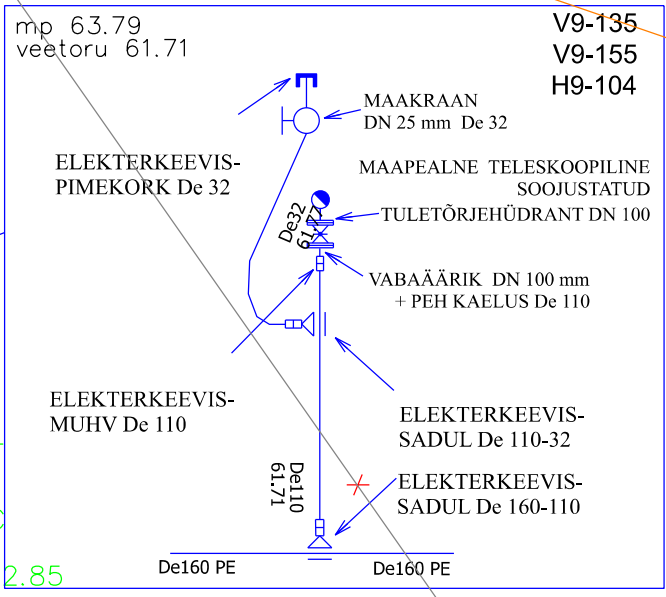 mp 63.79
veetoru 61.71
V9-135
V9-155
H9-104
MAAKRAAN
DN 25 mm De 32
ELEKTERKEEVIS-
PIMEKORK De 32
MAAPEALNE TELESKOOPILINE
SOOJUSTATUD
TULETÕRJEHÜDRANT DN 100
De32
61.77
VABAÄÄRIK DN 100 mm
+ PEH KAELUS De 110
ELEKTERKEEVIS-
MUHV De 110
ELEKTERKEEVIS-
SADUL De 110-32
De110
61.71
ELEKTERKEEVIS-
SADUL De 160-110
De160 PE
De160 PE
2.85